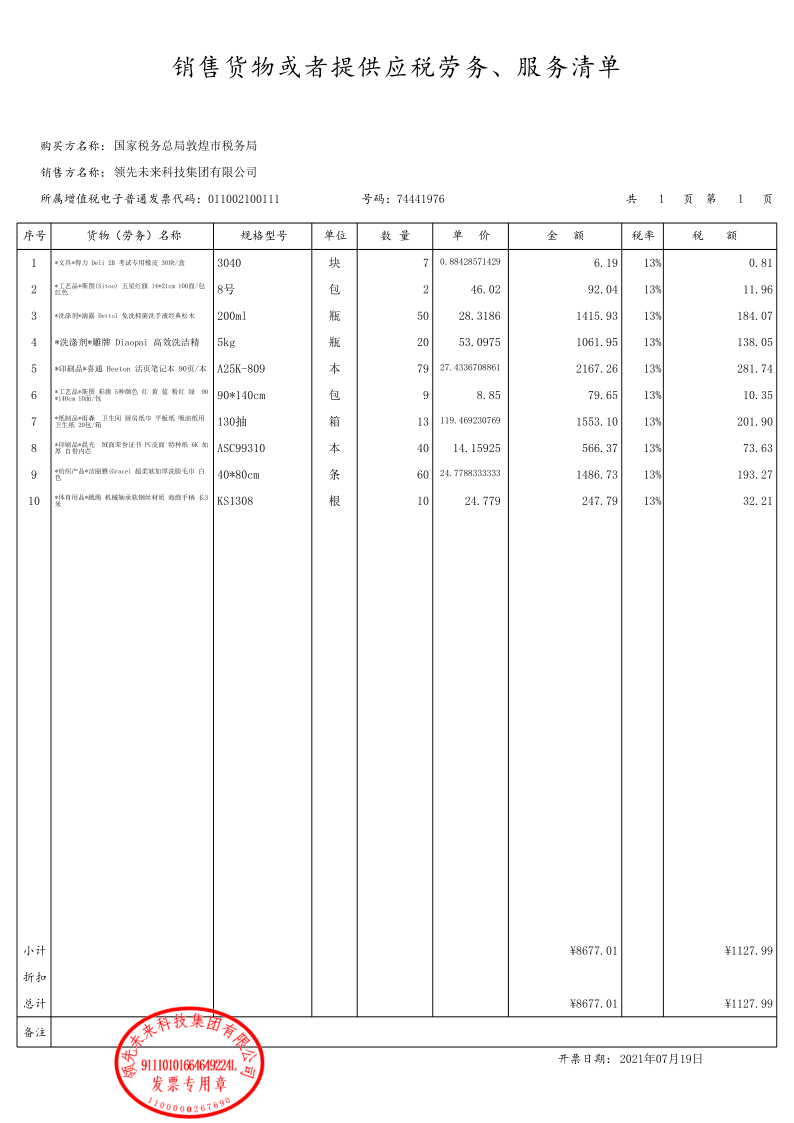 销售货物或者提供应税劳务、服务清单
购买方名称: 国家税务总局敦煌市税务局
销售方名称: 领先未来科技集团有限公司
所属增值税电子普通发票代码: 011002100111 号码: 74441976 共 1 页 第 1 页
序号 货物（劳务）名称 规格型号 单位 数 量 单 价 金 额 税率 税 额
1 *文具*得力 Deli 2B 考试专用橡皮 30块/盒 3040 块 7 0.88428571429 6.19 13% 0.81
2 *工艺品*斯图(Sitoo) 五星红旗 14*21cm 100面/包 8号 包 2 46.02 92.04 13% 11.96
红色
3 *洗涤剂*滴露 Dettol 免洗抑菌洗手液经典松木 200ml 瓶 50 28.3186 1415.93 13% 184.07
4 *洗涤剂*雕牌 Diaopai 高效洗洁精 5kg 瓶 20 53.0975 1061.95 13% 138.05
5 *印刷品*喜通 Heeton 活页笔记本 90页/本 A25K-809 本 79 27.4336708861 2167.26 13% 281.74
6 *工艺品*斯图 彩旗 5种颜色 红 黄 蓝 粉红 绿 90 90*140cm 包 9 8.85 79.65 13% 10.35
*140cm 10面/包
7 *纸制品*雨森 卫生间 厨房纸巾 平板纸 吸油纸用 130抽 箱 13 119.469230769 1553.10 13% 201.90
卫生纸 20包/箱
8 *印刷品*晨光 绒面荣誉证书 PU皮面 特种纸 6K 加 ASC99310 本 40 14.15925 566.37 13% 73.63
厚 自带内芯
9 *纺织产品*洁丽雅(Grace) 超柔软加厚洗脸毛巾 白 40*80cm 条 60 24.7788333333 1486.73 13% 193.27
色
10 *体育用品*跳绳 机械轴承软钢丝材质 海绵手柄 长3 KS1308 根 10 24.779 247.79 13% 32.21
米
小计 ¥8677.01 ¥1127.99
折扣
总计 ¥8677.01 ¥1127.99
备注
领先未来科技集团有限公司
91110101664649224L
发票专用章
1100000267690
开票日期: 2021年07月19日